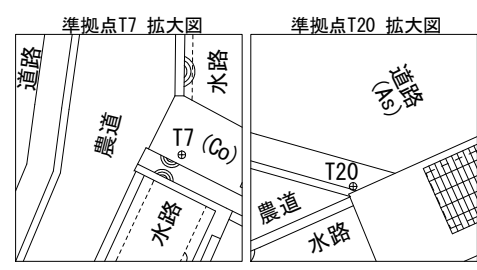 準拠点T7 拡大図
道路
農道
水路
T7 (Co)
水路
準拠点T20 拡大図
道路
(As)
T20
農道
水路